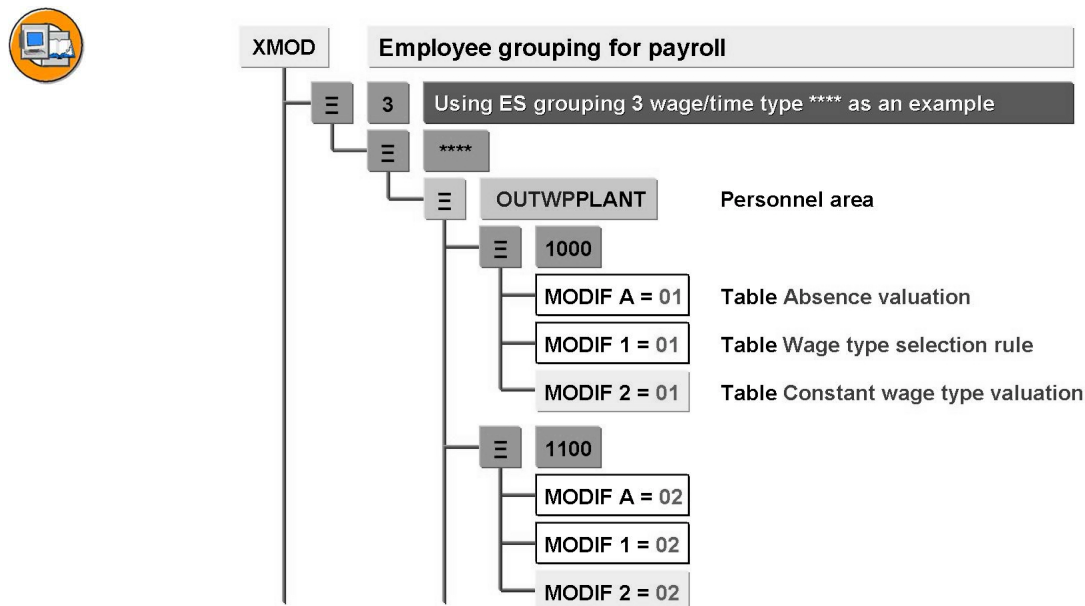 XMOD Employee grouping for payroll
Ξ 3 Using ES grouping 3 wage/time type **** as an example
Ξ ****
Ξ OUTWPPLANT Personnel area
Ξ 1000
MODIF A = 01 Table Absence valuation
MODIF 1 = 01 Table Wage type selection rule
MODIF 2 = 01 Table Constant wage type valuation
Ξ 1100
MODIF A = 02
MODIF 1 = 02
MODIF 2 = 02